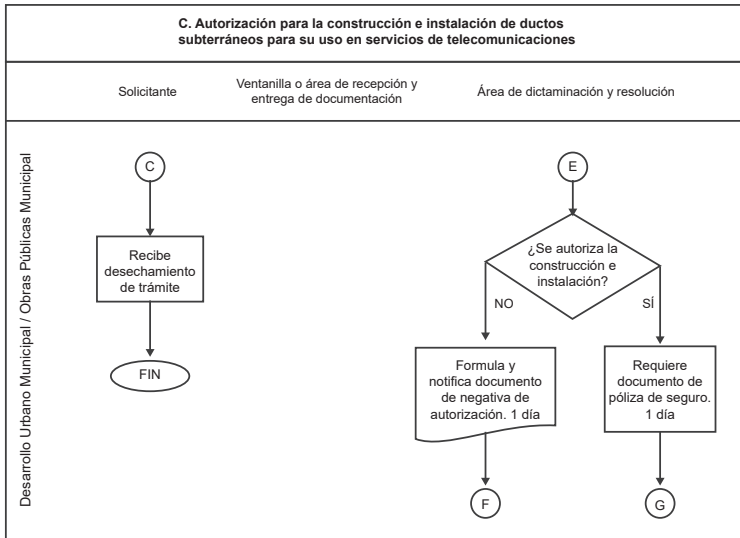 C. Autorización para la construcción e instalación de ductos
subterráneos para su uso en servicios de telecomunicaciones
Solicitante
Ventanilla o área de recepción y
entrega de documentación
Área de dictaminación y resolución
Desarrollo Urbano Municipal / Obras Públicas Municipal
C
Recibe
desechamiento
de trámite
FIN
E
¿Se autoriza la
construcción e
instalación?
NO
SÍ
Formula y
notifica documento
de negativa de
autorización. 1 día
Requiere
documento de
póliza de seguro.
1 día
F
G